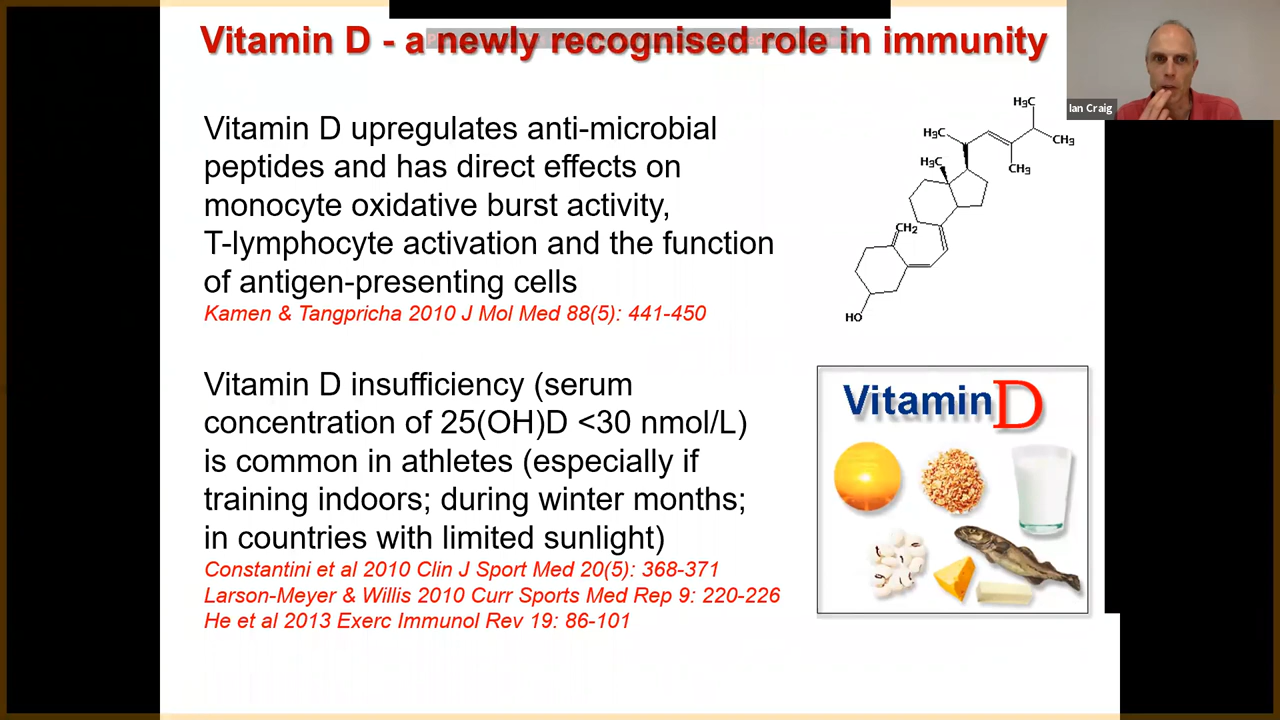 Vitamin D - a newly recognised role in immunity
Ian Craig
Vitamin D upregulates anti-microbial
peptides and has direct effects on
monocyte oxidative burst activity,
T-lymphocyte activation and the function
of antigen-presenting cells
Kamen & Tangpricha 2010 J Mol Med 88(5): 441-450
H₃C
H₃C
CH₃
H₃C
CH₃
CH₂
HO
Vitamin D insufficiency (serum
concentration of 25(OH)D <30 nmol/L)
is common in athletes (especially if
training indoors; during winter months;
in countries with limited sunlight)
Constantini et al 2010 Clin J Sport Med 20(5): 368-371
Larson-Meyer & Willis 2010 Curr Sports Med Rep 9: 220-226
He et al 2013 Exerc Immunol Rev 19: 86-101
Vitamin D